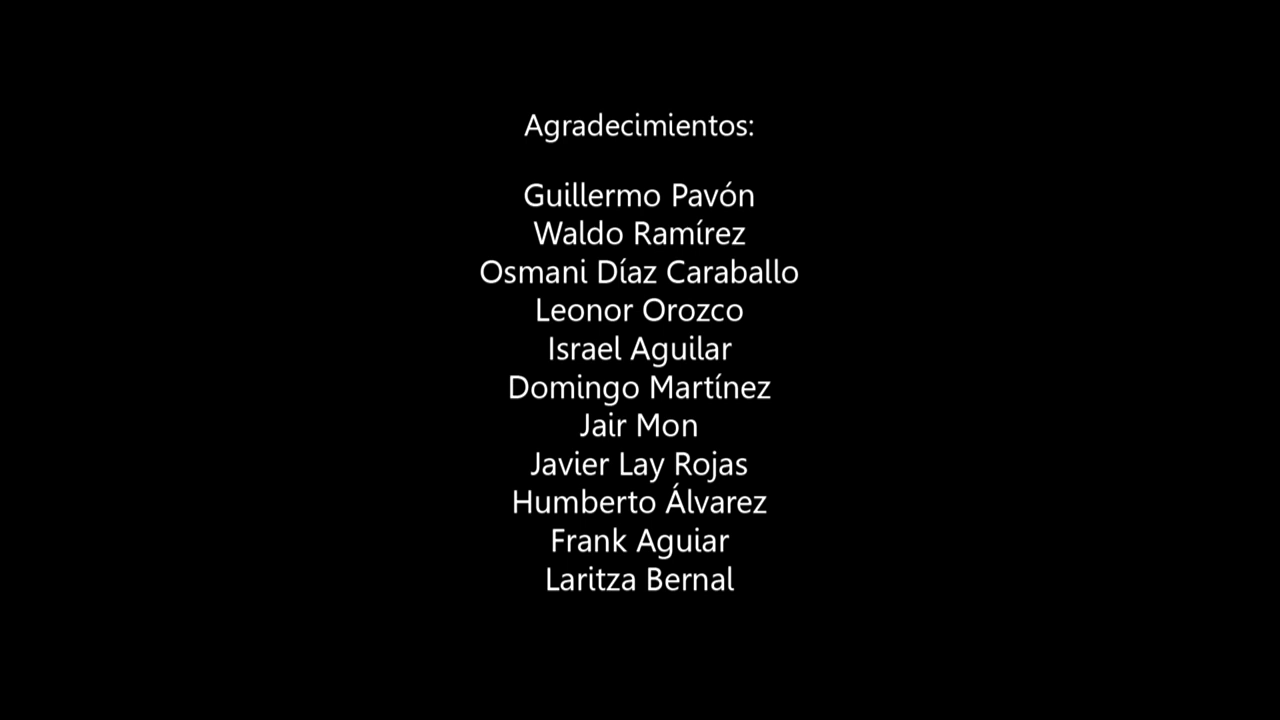 Agradecimientos:
Guillermo Pavón
Waldo Ramírez
Osmani Díaz Caraballo
Leonor Orozco
Israel Aguilar
Domingo Martínez
Jair Mon
Javier Lay Rojas
Humberto Álvarez
Frank Aguiar
Laritza Bernal